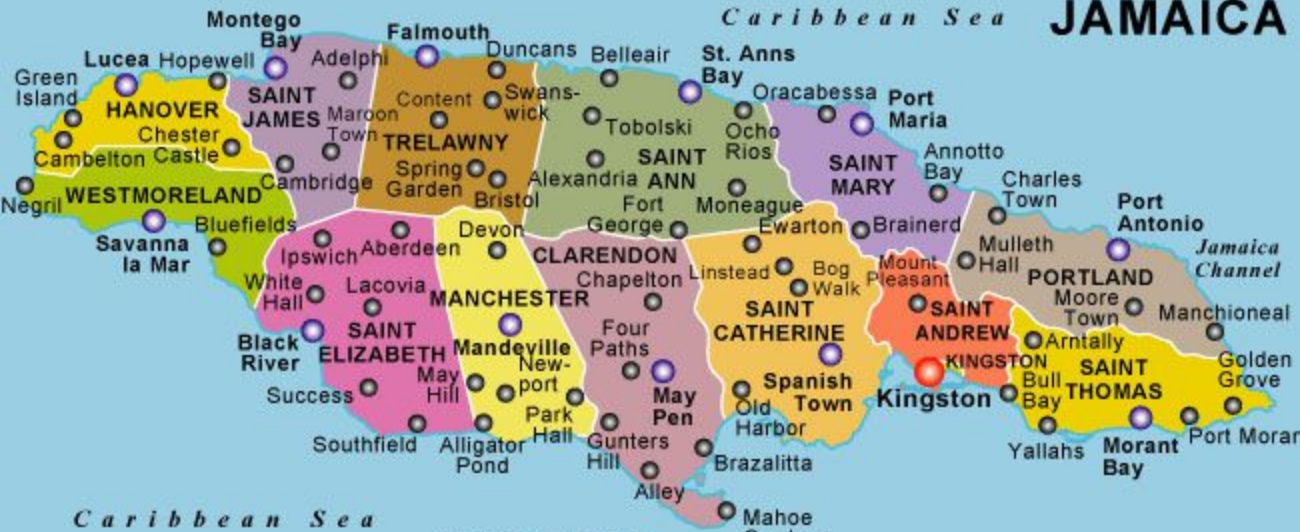 Caribbean Sea
JAMAICA
Montego
Bay
Falmouth
Lucea
Hopewell
Adelphi
Duncans
Belleair
St. Anns
Bay
Green
Island
HANOVER
SAINT
JAMES
Maroon
Town
Content
Swans-
wick
Tobolski
Oracabessa
Port
Maria
Chester
Castle
Cambelton
TRELAWNY
Spring
Garden
Bristol
Alexandria
SAINT
ANN
Ocho
Rios
SAINT
MARY
Annotto
Bay
Charles
Town
Port
Antonio
Negril
WESTMORELAND
Cambridge
Fort
George
Moneague
Savanna
la Mar
Bluefields
Ipswich
Aberdeen
Devon
CLARENDON
Chapelton
Ewarton
Brainerd
Mulleth
Hall
Jamaica
Channel
White
Hall
Lacovia
MANCHESTER
Linstead
Bog
Walk
Mount
Pleasant
PORTLAND
Moore
Town
Manchioneal
Black
River
SAINT
ELIZABETH
Mandeville
Four
Paths
SAINT
CATHERINE
SAINT
ANDREW
Arntally
KINGSTON
SAINT
THOMAS
Golden
Grove
Success
May
Hill
New-
port
Park
Hall
May
Pen
Spanish
Town
Old
Harbor
Kingston
Bull
Bay
Southfield
Alligator
Pond
Gunters
Hill
Brazalitta
Yallahs
Morant
Bay
Port Moran
Alley
Mahoe
Caribbean Sea